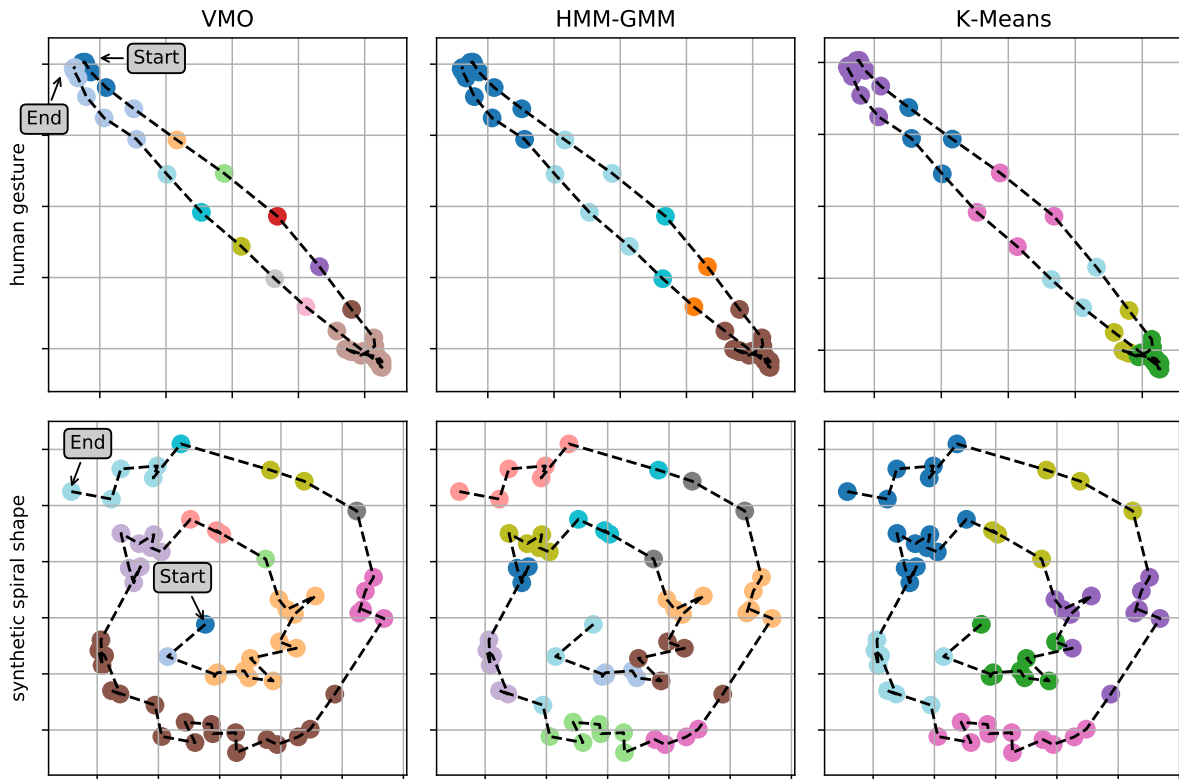 VMO
HMM-GMM
K-Means
human gesture
Start
End
synthetic spiral shape
End
Start